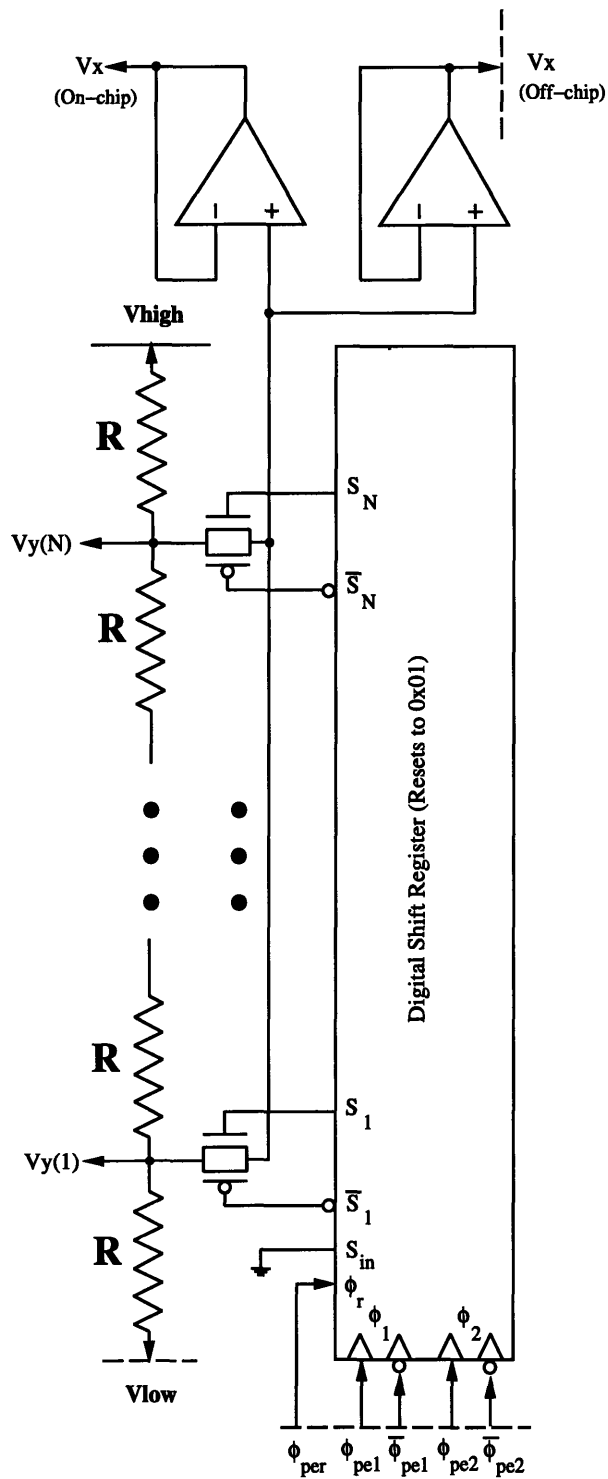 Vx
(On-chip)
Vx
(Off-chip)
− +
− +
Vhigh
R
S_N
Vy(N)
S̅_N
R
Digital Shift Register (Resets to 0x01)
R
S_1
Vy(1)
S̅_1
R
S_in
ϕ_r
ϕ_1 ϕ_2
Vlow
ϕ_per ϕ_pe1 ϕ̅_pe1 ϕ_pe2 ϕ̅_pe2